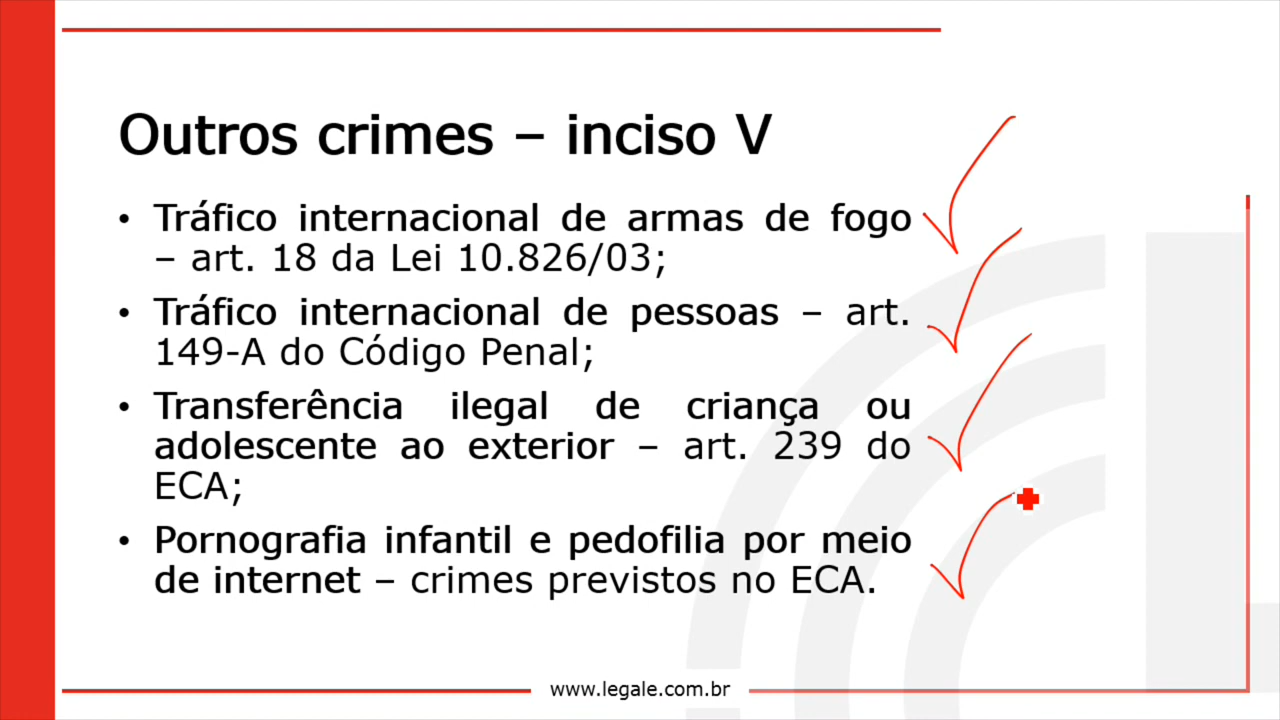 Outros crimes – inciso V
• Tráfico internacional de armas de fogo
– art. 18 da Lei 10.826/03;
• Tráfico internacional de pessoas – art.
149-A do Código Penal;
• Transferência ilegal de criança ou
adolescente ao exterior – art. 239 do
ECA;
• Pornografia infantil e pedofilia por meio
de internet – crimes previstos no ECA.
www.legale.com.br